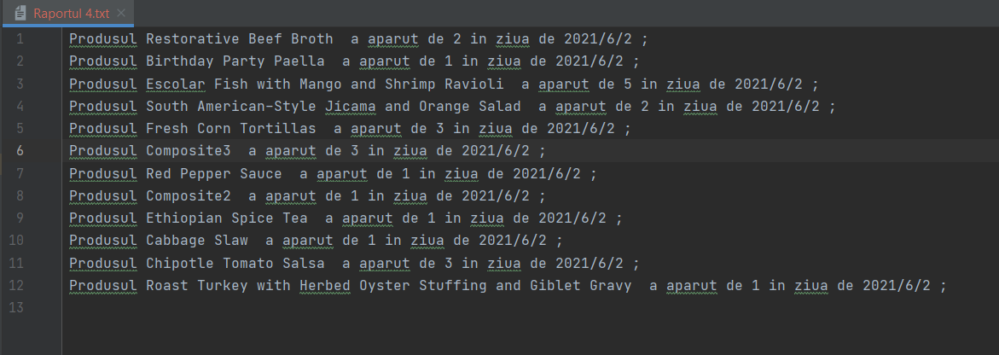 Raportul 4.txt
1 Produsul Restorative Beef Broth  a aparut de 2 in ziua de 2021/6/2 ;
2 Produsul Birthday Party Paella  a aparut de 1 in ziua de 2021/6/2 ;
3 Produsul Escolar Fish with Mango and Shrimp Ravioli  a aparut de 5 in ziua de 2021/6/2 ;
4 Produsul South American-Style Jícama and Orange Salad  a aparut de 2 in ziua de 2021/6/2 ;
5 Produsul Fresh Corn Tortillas  a aparut de 3 in ziua de 2021/6/2 ;
6 Produsul Composite3  a aparut de 3 in ziua de 2021/6/2 ;
7 Produsul Red Pepper Sauce  a aparut de 1 in ziua de 2021/6/2 ;
8 Produsul Composite2  a aparut de 1 in ziua de 2021/6/2 ;
9 Produsul Ethiopian Spice Tea  a aparut de 1 in ziua de 2021/6/2 ;
10 Produsul Cabbage Slaw  a aparut de 1 in ziua de 2021/6/2 ;
11 Produsul Chipotle Tomato Salsa  a aparut de 3 in ziua de 2021/6/2 ;
12 Produsul Roast Turkey with Herbed Oyster Stuffing and Giblet Gravy  a aparut de 1 in ziua de 2021/6/2 ;
13